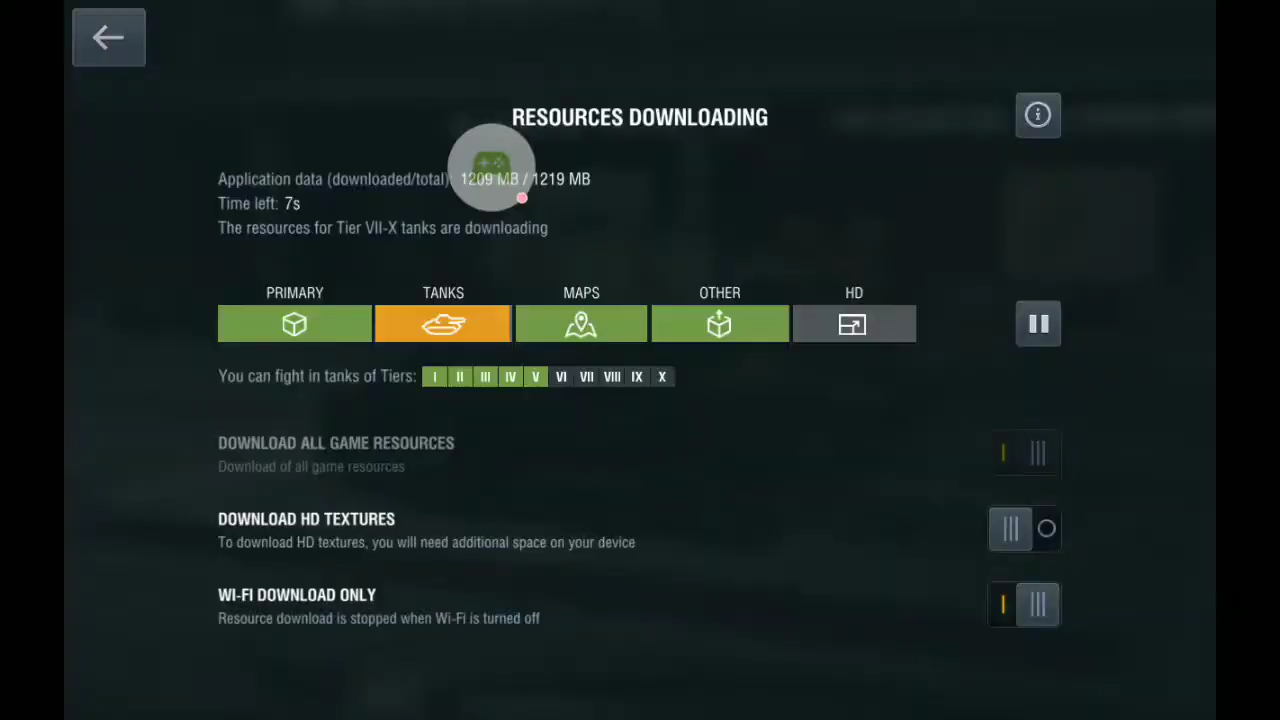 RESOURCES DOWNLOADING
Application data (downloaded/total): 1209 MB / 1219 MB
Time left: 7s
The resources for Tier VII-X tanks are downloading
PRIMARY TANKS MAPS OTHER HD
You can fight in tanks of Tiers: I II III IV V VI VII VIII IX X
DOWNLOAD ALL GAME RESOURCES
Download of all game resources
DOWNLOAD HD TEXTURES
To download HD textures, you will need additional space on your device
WI-FI DOWNLOAD ONLY
Resource download is stopped when Wi-Fi is turned off